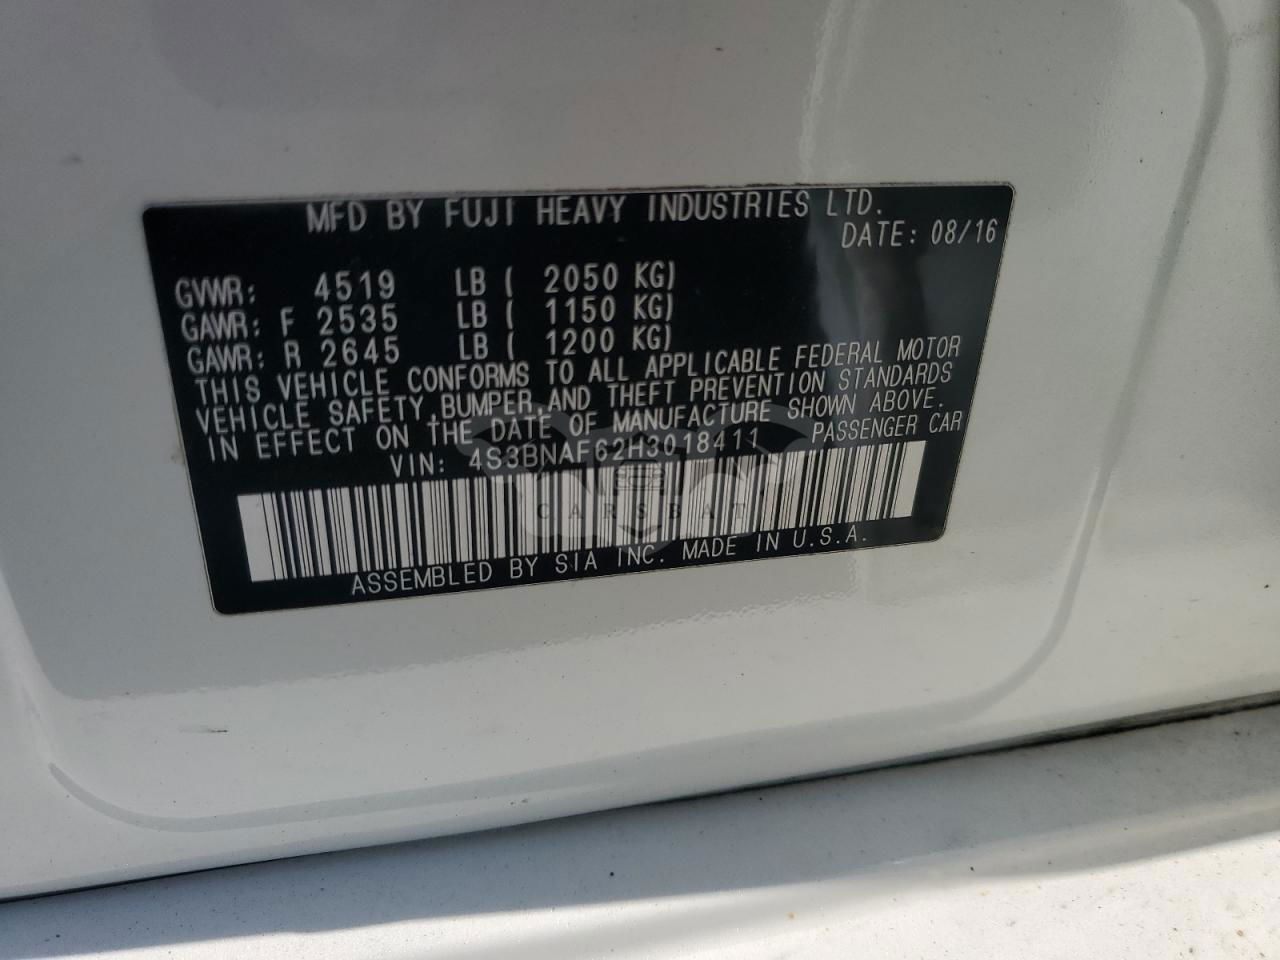 MFD BY FUJI HEAVY INDUSTRIES LTD.
DATE: 08/16
GVWR: 4519 LB ( 2050 KG)
GAWR: F 2535 LB ( 1150 KG)
GAWR: R 2645 LB ( 1200 KG)
THIS VEHICLE CONFORMS TO ALL APPLICABLE FEDERAL MOTOR
VEHICLE SAFETY, BUMPER, AND THEFT PREVENTION STANDARDS
IN EFFECT ON THE DATE OF MANUFACTURE SHOWN ABOVE.
VIN: 4S3BNAF62H3018411 PASSENGER CAR
CARSBAT
ASSEMBLED BY SIA INC. MADE IN U.S.A.